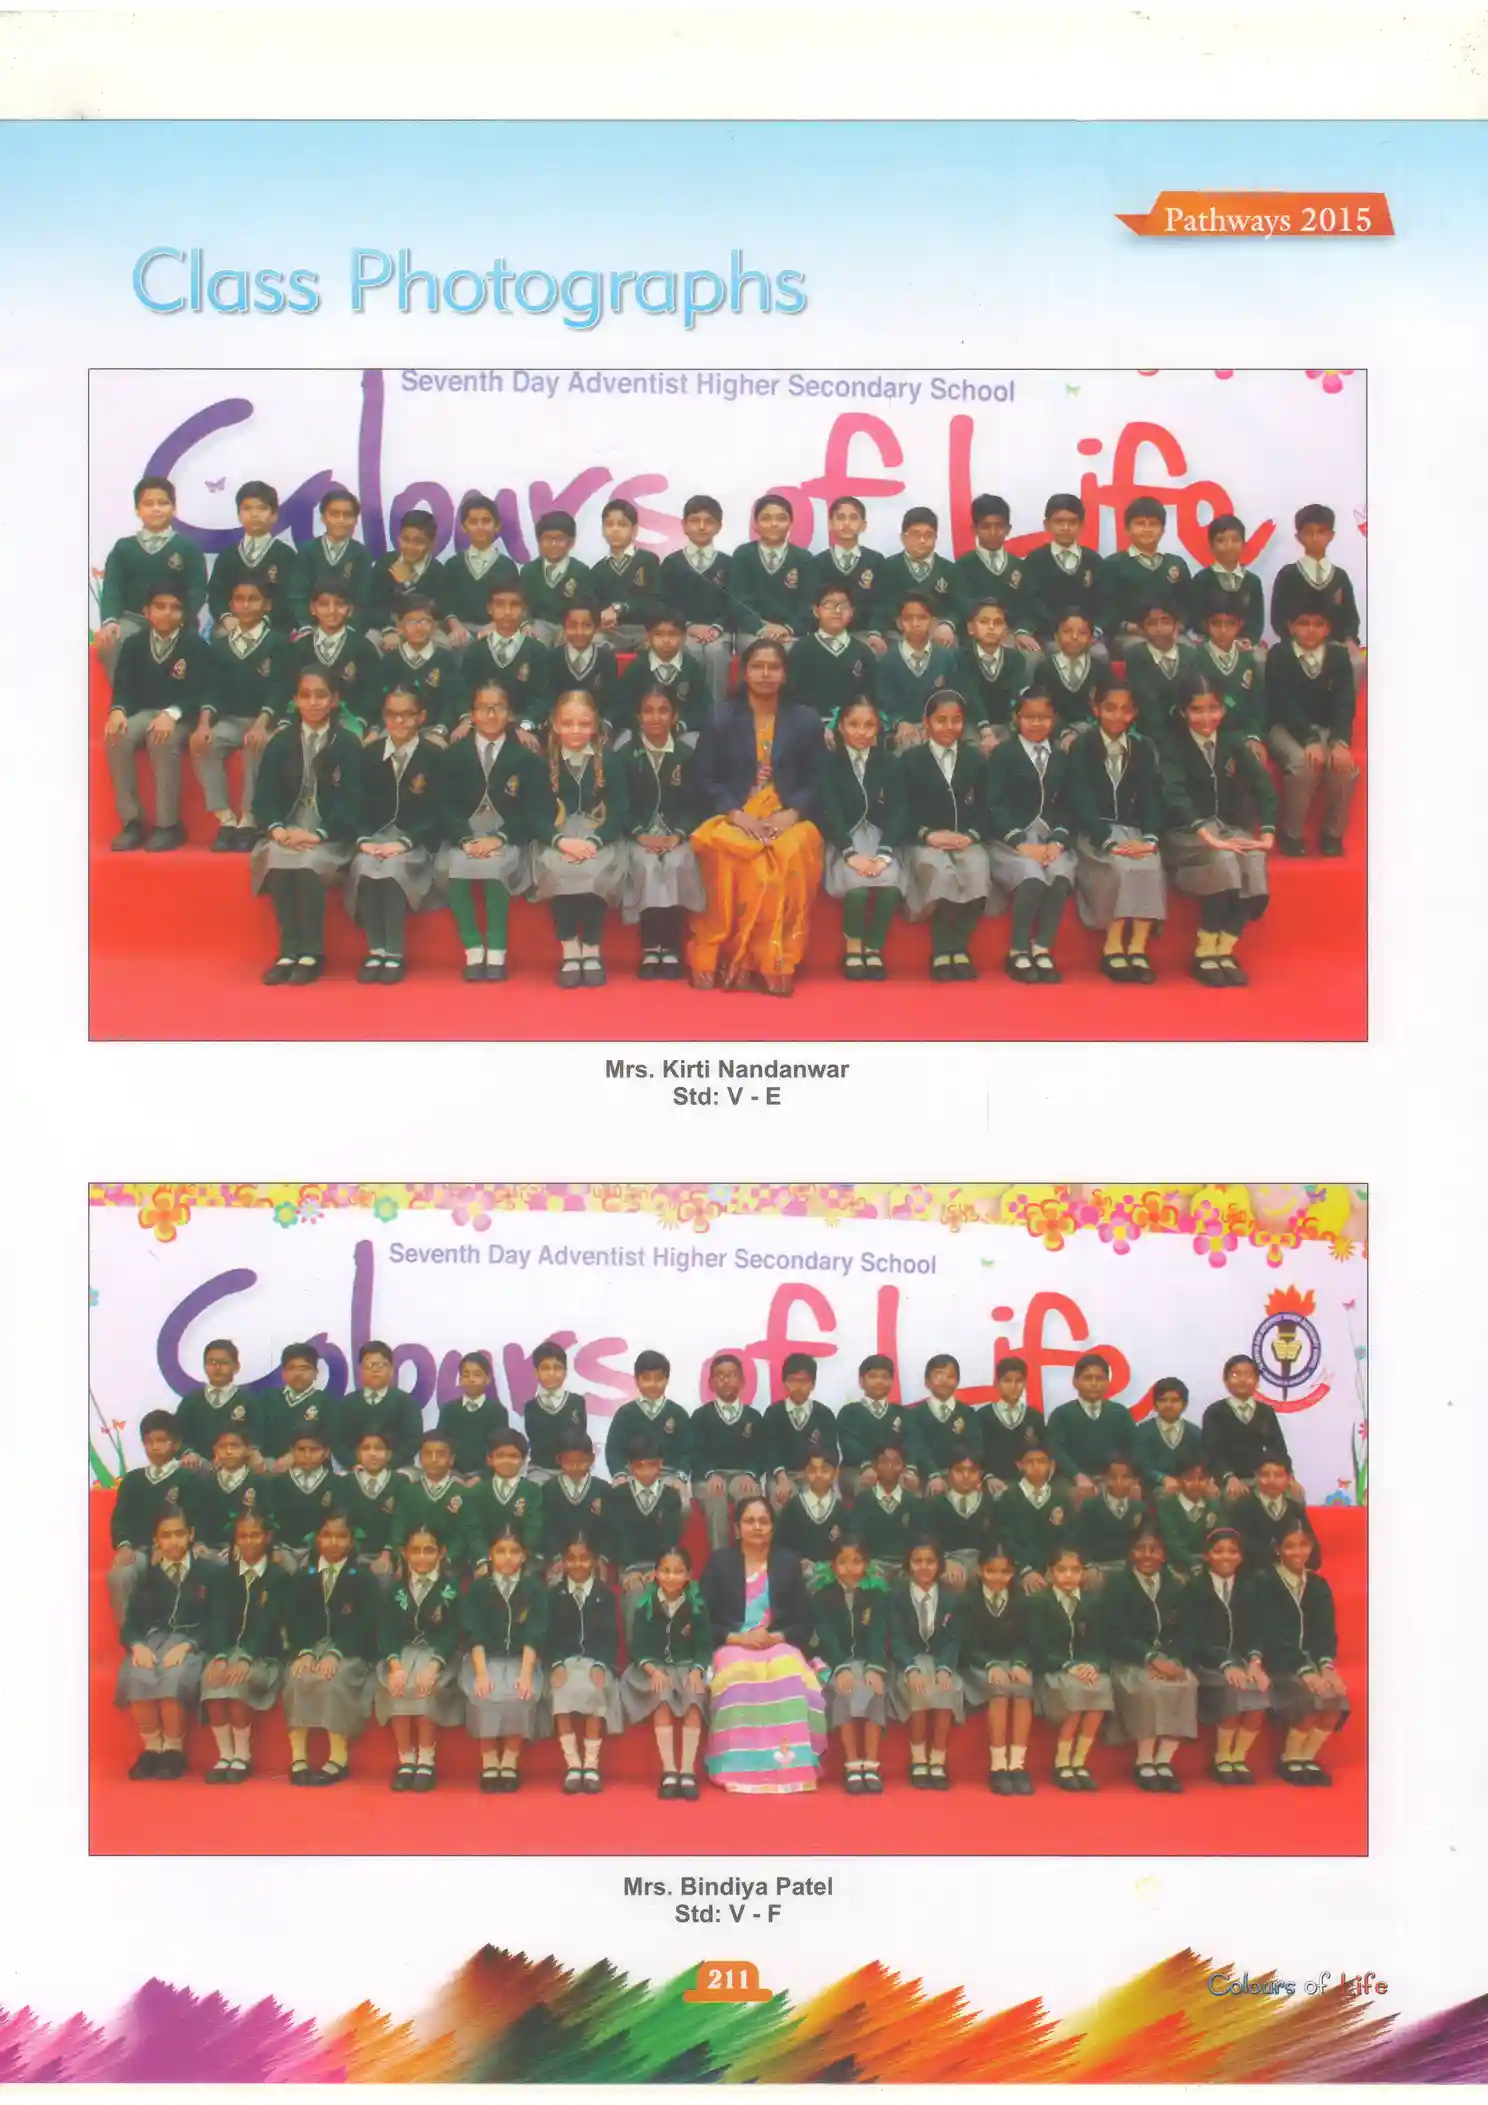 Pathways 2015
Class Photographs
Seventh Day Adventist Higher Secondary School
Colours of Life
Mrs. Kirti Nandanwar
Std: V - E
Seventh Day Adventist Higher Secondary School
Colours of Life
Mrs. Bindiya Patel
Std: V - F
211
Colours of Life